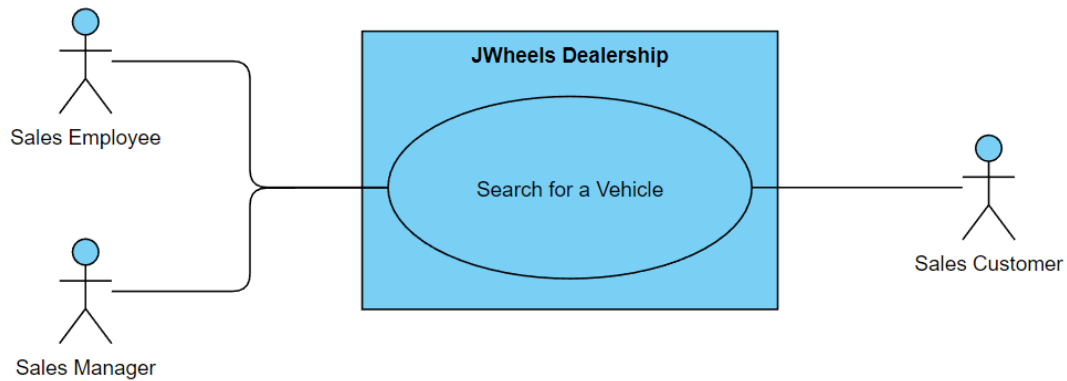 JWheels Dealership
Sales Employee
Search for a Vehicle
Sales Customer
Sales Manager